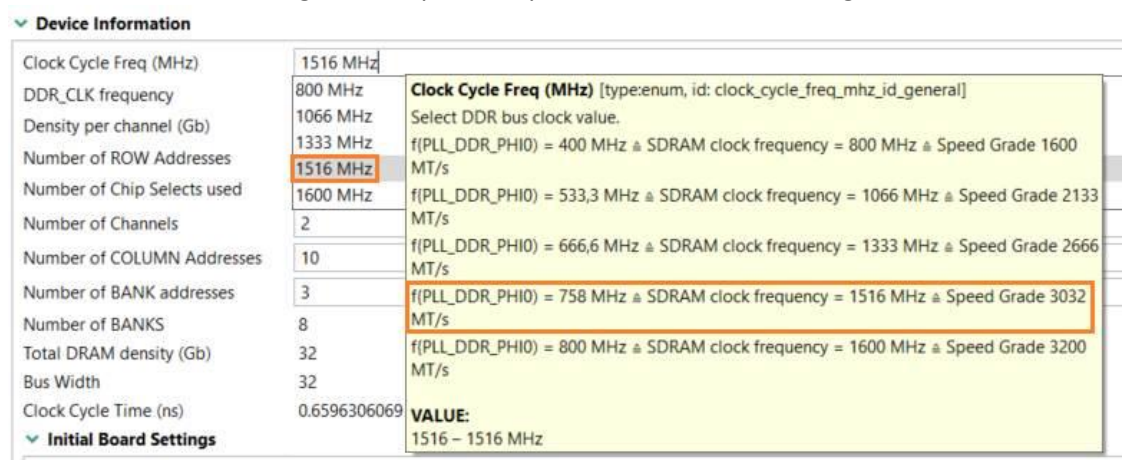 Device Information
Clock Cycle Freq (MHz) 1516 MHz
DDR_CLK frequency
Density per channel (Gb)
Number of ROW Addresses
Number of Chip Selects used
Number of Channels 2
Number of COLUMN Addresses 10
Number of BANK addresses 3
Number of BANKS 8
Total DRAM density (Gb) 32
Bus Width 32
Clock Cycle Time (ns) 0.6596306069
Initial Board Settings
800 MHz
1066 MHz
1333 MHz
1516 MHz
1600 MHz
Clock Cycle Freq (MHz) [type:enum, id: clock_cycle_freq_mhz_id_general]
Select DDR bus clock value.
f(PLL_DDR_PHI0) = 400 MHz ≙ SDRAM clock frequency = 800 MHz ≙ Speed Grade 1600
MT/s
f(PLL_DDR_PHI0) = 533,3 MHz ≙ SDRAM clock frequency = 1066 MHz ≙ Speed Grade 2133
MT/s
f(PLL_DDR_PHI0) = 666,6 MHz ≙ SDRAM clock frequency = 1333 MHz ≙ Speed Grade 2666
MT/s
f(PLL_DDR_PHI0) = 758 MHz ≙ SDRAM clock frequency = 1516 MHz ≙ Speed Grade 3032
MT/s
f(PLL_DDR_PHI0) = 800 MHz ≙ SDRAM clock frequency = 1600 MHz ≙ Speed Grade 3200
MT/s
VALUE:
1516 – 1516 MHz